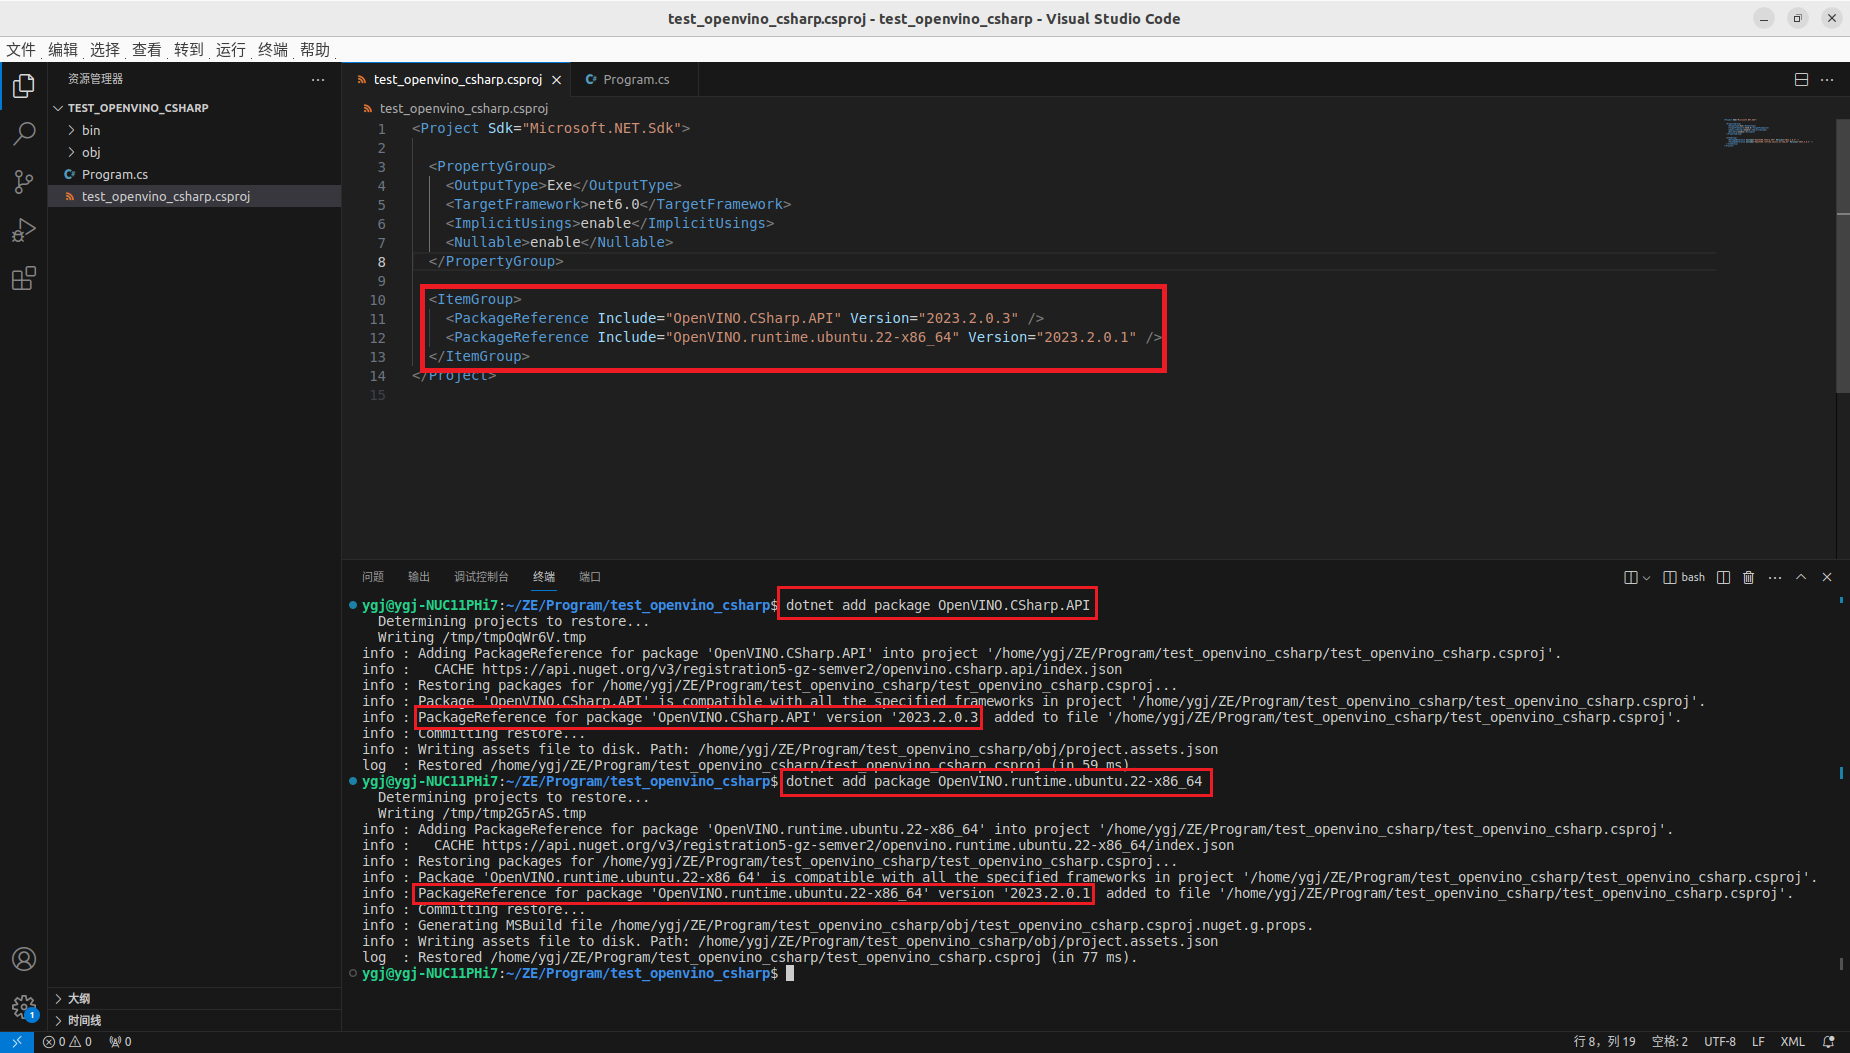 test_openvino_csharp.csproj - test_openvino_csharp - Visual Studio Code
文件 编辑 选择 查看 转到 运行 终端 帮助
资源管理器
TEST_OPENVINO_CSHARP
bin
obj
Program.cs
test_openvino_csharp.csproj
大纲
时间线
test_openvino_csharp.csproj
Program.cs
test_openvino_csharp.csproj
1 <Project Sdk="Microsoft.NET.Sdk">
2
3 <PropertyGroup>
4 <OutputType>Exe</OutputType>
5 <TargetFramework>net6.0</TargetFramework>
6 <ImplicitUsings>enable</ImplicitUsings>
7 <Nullable>enable</Nullable>
8 </PropertyGroup>
9
10 <ItemGroup>
11 <PackageReference Include="OpenVINO.CSharp.API" Version="2023.2.0.3" />
12 <PackageReference Include="OpenVINO.runtime.ubuntu.22-x86_64" Version="2023.2.0.1" />
13 </ItemGroup>
14 </Project>
15
问题 输出 调试控制台 终端 端口
bash
ygj@ygj-NUC11PHi7:~/ZE/Program/test_openvino_csharp$ dotnet add package OpenVINO.CSharp.API
Determining projects to restore...
Writing /tmp/tmpOqWr6V.tmp
info : Adding PackageReference for package 'OpenVINO.CSharp.API' into project '/home/ygj/ZE/Program/test_openvino_csharp/test_openvino_csharp.csproj'.
info : CACHE https://api.nuget.org/v3/registration5-gz-semver2/openvino.csharp.api/index.json
info : Restoring packages for /home/ygj/ZE/Program/test_openvino_csharp/test_openvino_csharp.csproj...
info : Package 'OpenVINO.CSharp.API' is compatible with all the specified frameworks in project '/home/ygj/ZE/Program/test_openvino_csharp/test_openvino_csharp.csproj'.
info : PackageReference for package 'OpenVINO.CSharp.API' version '2023.2.0.3 added to file '/home/ygj/ZE/Program/test_openvino_csharp/test_openvino_csharp.csproj'.
info : Committing restore...
info : Writing assets file to disk. Path: /home/ygj/ZE/Program/test_openvino_csharp/obj/project.assets.json
log : Restored /home/ygj/ZE/Program/test_openvino_csharp/test_openvino_csharp.csproj (in 59 ms).
ygj@ygj-NUC11PHi7:~/ZE/Program/test_openvino_csharp$ dotnet add package OpenVINO.runtime.ubuntu.22-x86_64
Determining projects to restore...
Writing /tmp/tmp2G5rAS.tmp
info : Adding PackageReference for package 'OpenVINO.runtime.ubuntu.22-x86_64' into project '/home/ygj/ZE/Program/test_openvino_csharp/test_openvino_csharp.csproj'.
info : CACHE https://api.nuget.org/v3/registration5-gz-semver2/openvino.runtime.ubuntu.22-x86_64/index.json
info : Restoring packages for /home/ygj/ZE/Program/test_openvino_csharp/test_openvino_csharp.csproj...
info : Package 'OpenVINO.runtime.ubuntu.22-x86_64' is compatible with all the specified frameworks in project '/home/ygj/ZE/Program/test_openvino_csharp/test_openvino_csharp.csproj'.
info : PackageReference for package 'OpenVINO.runtime.ubuntu.22-x86_64' version '2023.2.0.1 added to file '/home/ygj/ZE/Program/test_openvino_csharp/test_openvino_csharp.csproj'.
info : Committing restore...
info : Generating MSBuild file /home/ygj/ZE/Program/test_openvino_csharp/obj/test_openvino_csharp.csproj.nuget.g.props.
info : Writing assets file to disk. Path: /home/ygj/ZE/Program/test_openvino_csharp/obj/project.assets.json
log : Restored /home/ygj/ZE/Program/test_openvino_csharp/test_openvino_csharp.csproj (in 77 ms).
ygj@ygj-NUC11PHi7:~/ZE/Program/test_openvino_csharp$
1
0 0 0
行 8，列 19 空格: 2 UTF-8 LF XML